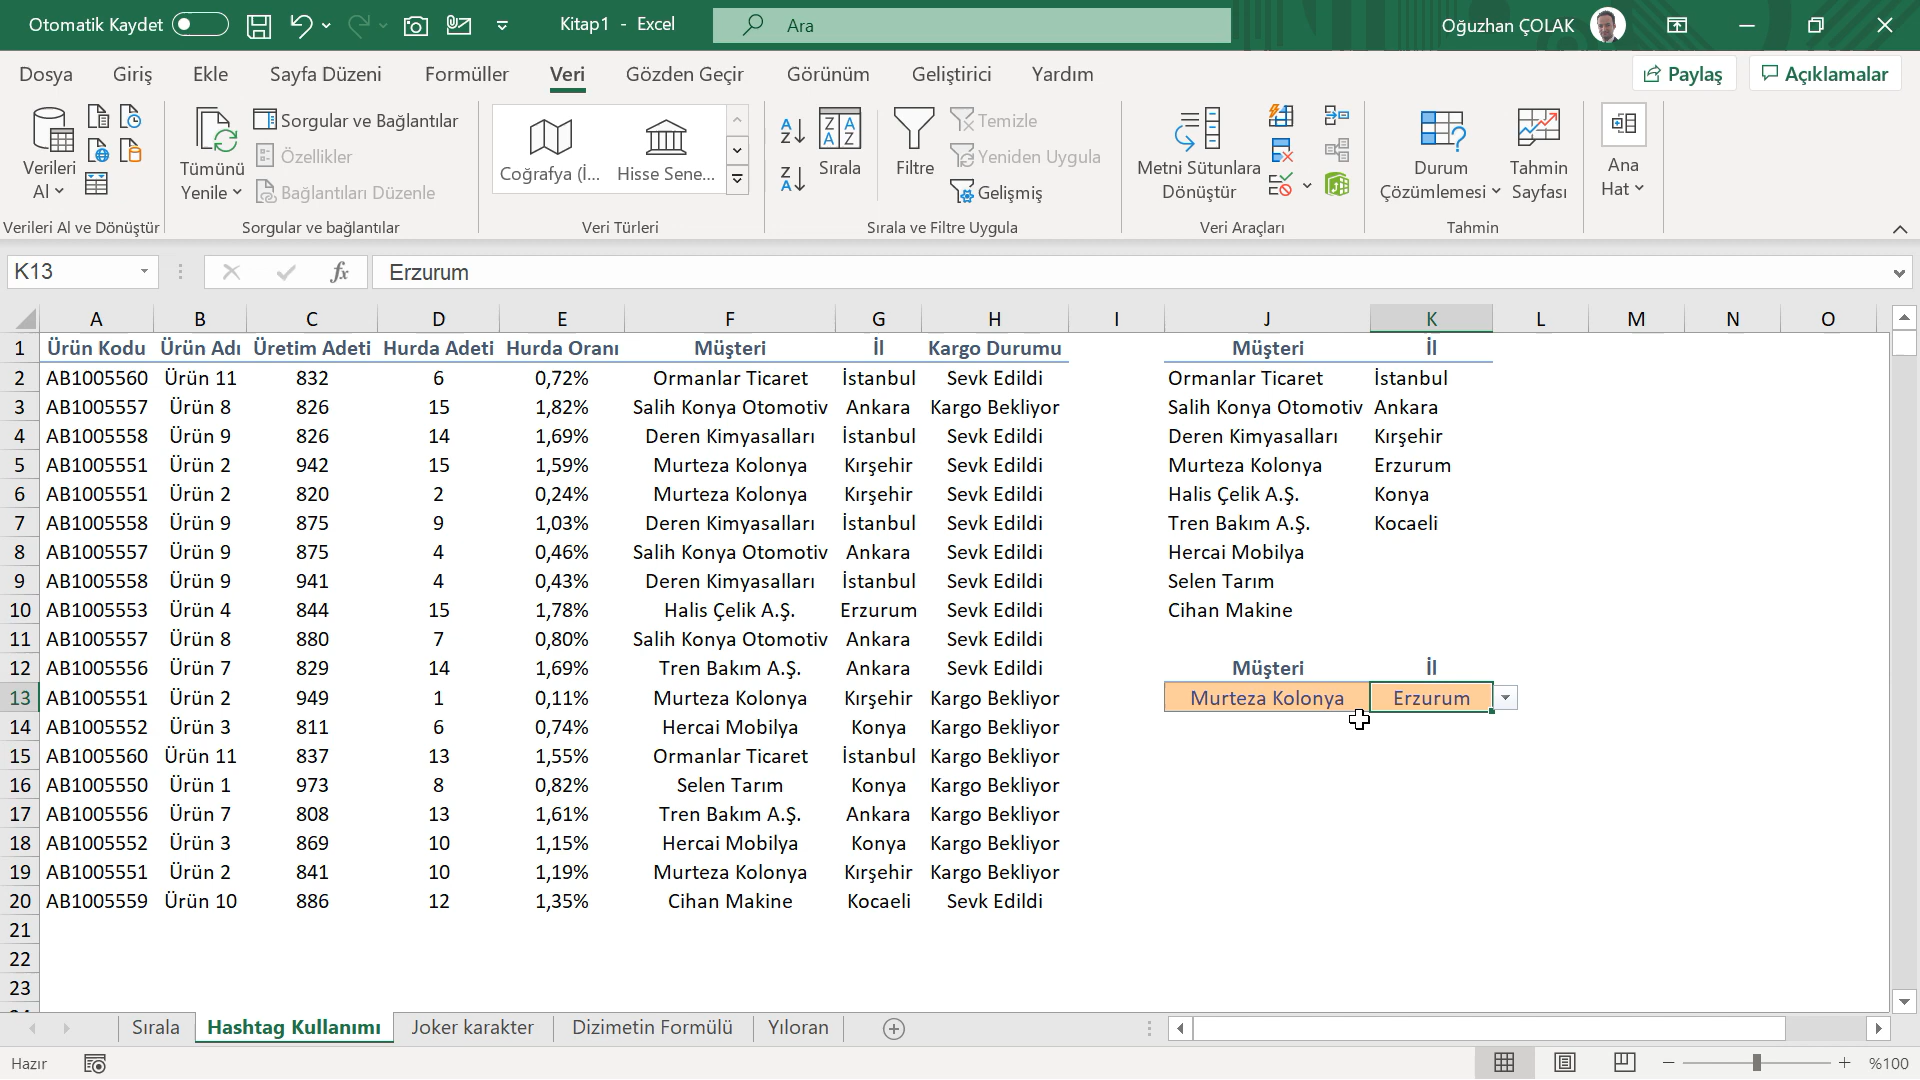 Otomatik Kaydet
Kitap1 - Excel
Ara
Oğuzhan ÇOLAK
Dosya Giriş Ekle Sayfa Düzeni Formüller Veri Gözden Geçir Görünüm Geliştirici Yardım
Paylaş Açıklamalar
Verileri Al
Tümünü Yenile
Sorgular ve Bağlantılar
Özellikler
Bağlantıları Düzenle
Coğrafya (İ... Hisse Sene...
Sırala
Filtre
Temizle
Yeniden Uygula
Gelişmiş
Metni Sütunlara Dönüştür
Durum Çözümlemesi
Tahmin Sayfası
Ana Hat
Verileri Al ve Dönüştür Sorgular ve bağlantılar Veri Türleri Sırala ve Filtre Uygula Veri Araçları Tahmin
K13 fx Erzurum
A B C D E F G H I J K L M N O
1 Ürün Kodu Ürün Adı Üretim Adeti Hurda Adeti Hurda Oranı Müşteri İl Kargo Durumu Müşteri İl
2 AB1005560 Ürün 11 832 6 0,72% Ormanlar Ticaret İstanbul Sevk Edildi Ormanlar Ticaret İstanbul
3 AB1005557 Ürün 8 826 15 1,82% Salih Konya Otomotiv Ankara Kargo Bekliyor Salih Konya Otomotiv Ankara
4 AB1005558 Ürün 9 826 14 1,69% Deren Kimyasalları İstanbul Sevk Edildi Deren Kimyasalları Kırşehir
5 AB1005551 Ürün 2 942 15 1,59% Murteza Kolonya Kırşehir Sevk Edildi Murteza Kolonya Erzurum
6 AB1005551 Ürün 2 820 2 0,24% Murteza Kolonya Kırşehir Sevk Edildi Halis Çelik A.Ş. Konya
7 AB1005558 Ürün 9 875 9 1,03% Deren Kimyasalları İstanbul Sevk Edildi Tren Bakım A.Ş. Kocaeli
8 AB1005557 Ürün 9 875 4 0,46% Salih Konya Otomotiv Ankara Sevk Edildi Hercai Mobilya
9 AB1005558 Ürün 9 941 4 0,43% Deren Kimyasalları İstanbul Sevk Edildi Selen Tarım
10 AB1005553 Ürün 4 844 15 1,78% Halis Çelik A.Ş. Erzurum Sevk Edildi Cihan Makine
11 AB1005557 Ürün 8 880 7 0,80% Salih Konya Otomotiv Ankara Sevk Edildi
12 AB1005556 Ürün 7 829 14 1,69% Tren Bakım A.Ş. Ankara Sevk Edildi Müşteri İl
13 AB1005551 Ürün 2 949 1 0,11% Murteza Kolonya Kırşehir Kargo Bekliyor Murteza Kolonya Erzurum
14 AB1005552 Ürün 3 811 6 0,74% Hercai Mobilya Konya Kargo Bekliyor
15 AB1005560 Ürün 11 837 13 1,55% Ormanlar Ticaret İstanbul Kargo Bekliyor
16 AB1005550 Ürün 1 973 8 0,82% Selen Tarım Konya Kargo Bekliyor
17 AB1005556 Ürün 7 808 13 1,61% Tren Bakım A.Ş. Ankara Kargo Bekliyor
18 AB1005552 Ürün 3 869 10 1,15% Hercai Mobilya Konya Kargo Bekliyor
19 AB1005551 Ürün 2 841 10 1,19% Murteza Kolonya Kırşehir Kargo Bekliyor
20 AB1005559 Ürün 10 886 12 1,35% Cihan Makine Kocaeli Sevk Edildi
21
22
23
Sırala Hashtag Kullanımı Joker karakter Dizimetin Formülü Yıloran
Hazır %100